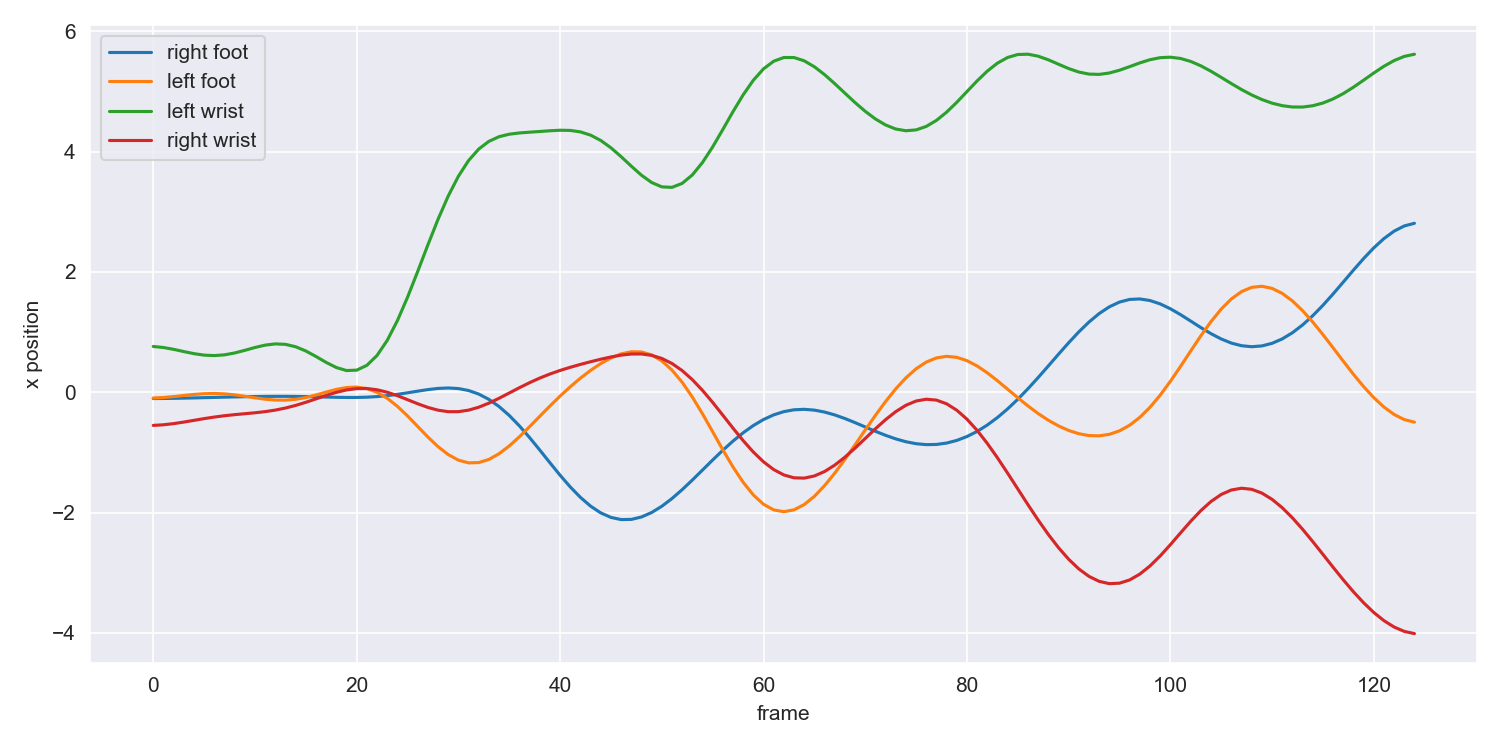 right foot
left foot
left wrist
right wrist
x position
6
4
2
0
−2
−4
0 20 40 60 80 100 120
frame